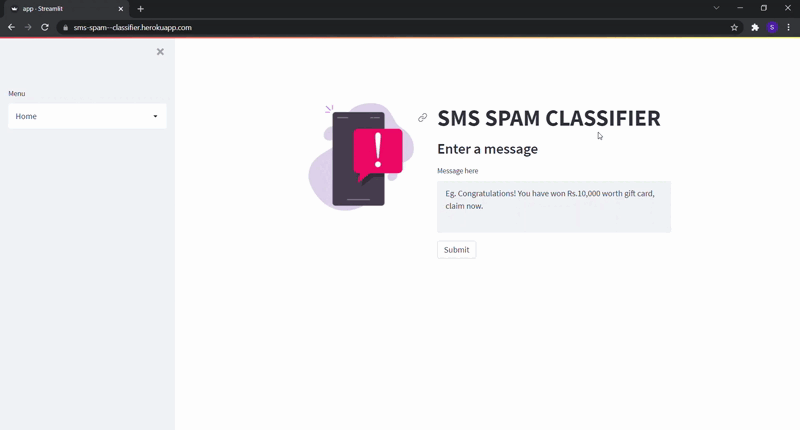 app · Streamlit
sms-spam--classifier.herokuapp.com
S
Menu
Home
SMS SPAM CLASSIFIER
Enter a message
Message here
Eg. Congratulations! You have won Rs.10,000 worth gift card,
claim now.
Submit